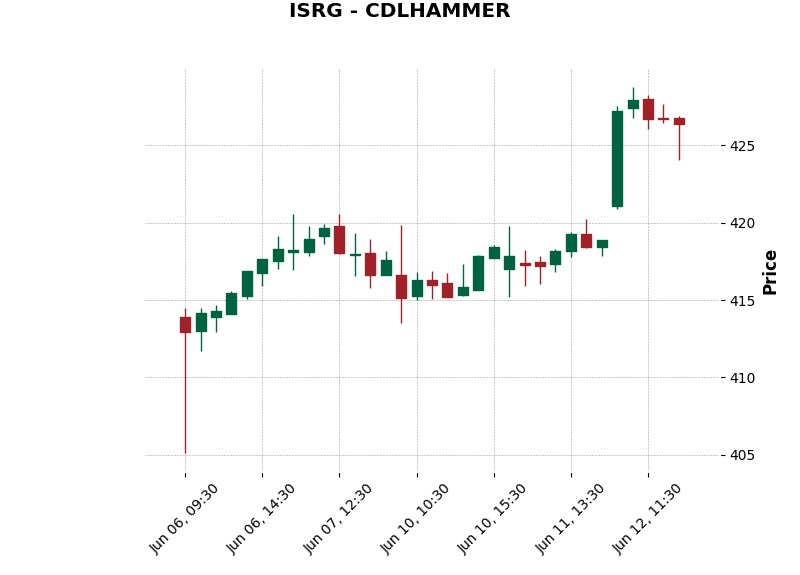 ISRG - CDLHAMMER
425
420
415
410
405
Price
Jun 06, 09:30
Jun 06, 14:30
Jun 07, 12:30
Jun 10, 10:30
Jun 10, 15:30
Jun 11, 13:30
Jun 12, 11:30